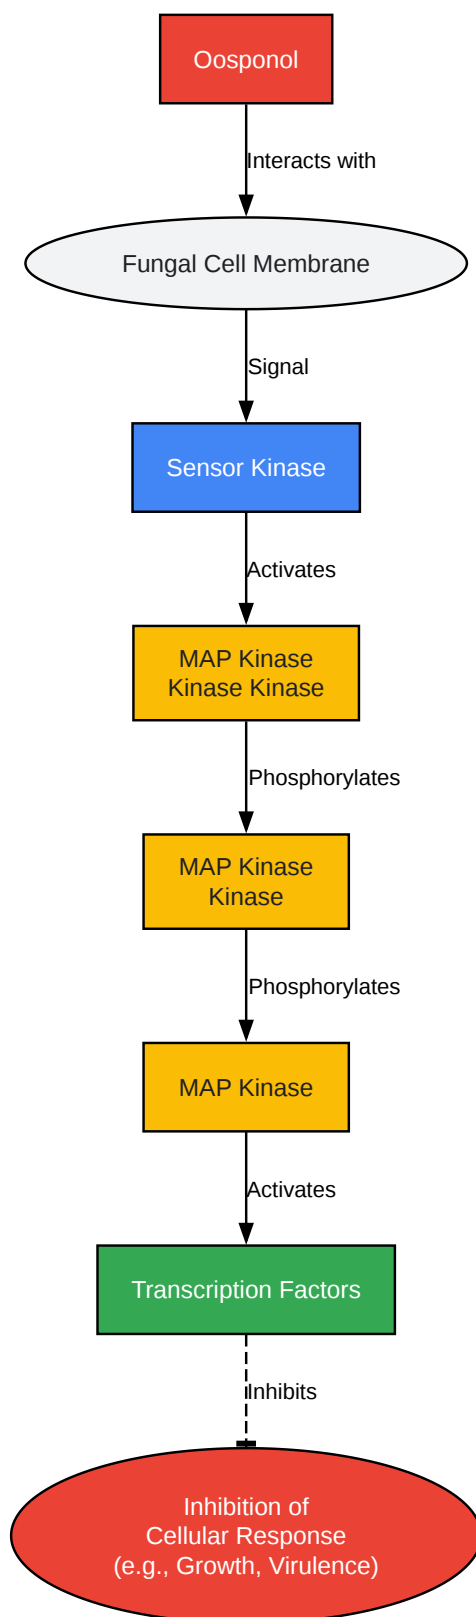 Oosponol
Interacts with
Fungal Cell Membrane
Signal
Sensor Kinase
Activates
MAP Kinase
Kinase Kinase
Phosphorylates
MAP Kinase
Kinase
Phosphorylates
MAP Kinase
Activates
Transcription Factors
Inhibits
Inhibition of
Cellular Response
(e.g., Growth, Virulence)